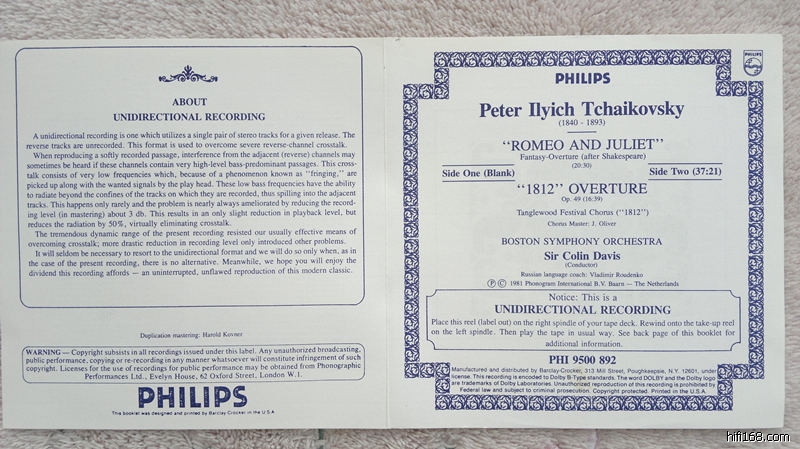 ABOUT
UNIDIRECTIONAL RECORDING
A unidirectional recording is one which utilizes a single pair of stereo tracks for a given release. The
reverse tracks are unrecorded. This format is used to overcome severe reverse-channel crosstalk.
When reproducing a softly recorded passage, interference from the adjacent (reverse) channels may
sometimes be heard if these channels contain very high-level bass-predominant passages. This cross-
talk consists of very low frequencies which, because of a phenomenon known as "fringing," are
picked up along with the wanted signals by the play head. These low bass frequencies have the ability
to radiate beyond the confines of the tracks on which they are recorded, thus spilling into the adjacent
tracks. This happens only rarely and the problem is nearly always ameliorated by reducing the record-
ing level (in mastering) about 3 db. This results in an only slight reduction in playback level, but
reduces the radiation by 50%, virtually eliminating crosstalk.
The tremendous dynamic range of the present recording resisted our usually effective means of
overcoming crosstalk; more drastic reduction in recording level only introduced other problems.
It will seldom be necessary to resort to the unidirectional format and we will do so only when, as in
the case of the present recording, there is no alternative. Meanwhile, we hope you will enjoy the
dividend this recording affords — an uninterrupted, unflawed reproduction of this modern classic.
Duplication mastering: Harold Kovner
WARNING — Copyright subsists in all recordings issued under this label. Any unauthorized broadcasting,
public performance, copying or re-recording in any manner whatsoever will constitute infringement of such
copyright. Licenses for the use of recordings for public performance may be obtained from Phonographic
Performances Ltd., Evelyn House, 62 Oxford Street, London W.1.
PHILIPS
This booklet was designed and printed by Barclay-Crocker in the U.S.A.
PHILIPS
PHILIPS
Peter Ilyich Tchaikovsky
(1840 - 1893)
"ROMEO AND JULIET"
Fantasy-Overture (after Shakespeare)
(20:30)
Side One (Blank)
Side Two (37:21)
"1812" OVERTURE
Op. 49 (16:39)
Tanglewood Festival Chorus ("1812")
Chorus Master: J. Oliver
BOSTON SYMPHONY ORCHESTRA
Sir Colin Davis
(Conductor)
Russian language coach: Vladimir Roudenko
Ⓟ © 1981 Phonogram International B.V. Baarn — The Netherlands
Notice: This is a
UNIDIRECTIONAL RECORDING
Place this reel (label out) on the right spindle of your tape deck. Rewind onto the take-up reel
on the left spindle. Then play the tape in usual way. See back page of this booklet for
additional information.
PHI 9500 892
Manufactured and distributed by Barclay-Crocker, 313 Mill Street, Poughkeepsie, N.Y. 12601, under
license. This recording is encoded to Dolby B-Type standards. The word DOLBY and the Dolby logo
are trademarks of Dolby Laboratories. Unauthorized reproduction of this recording is prohibited by
Federal law and subject to criminal prosecution. Copyright protected. Printed in the U.S.A.
hifi168.com